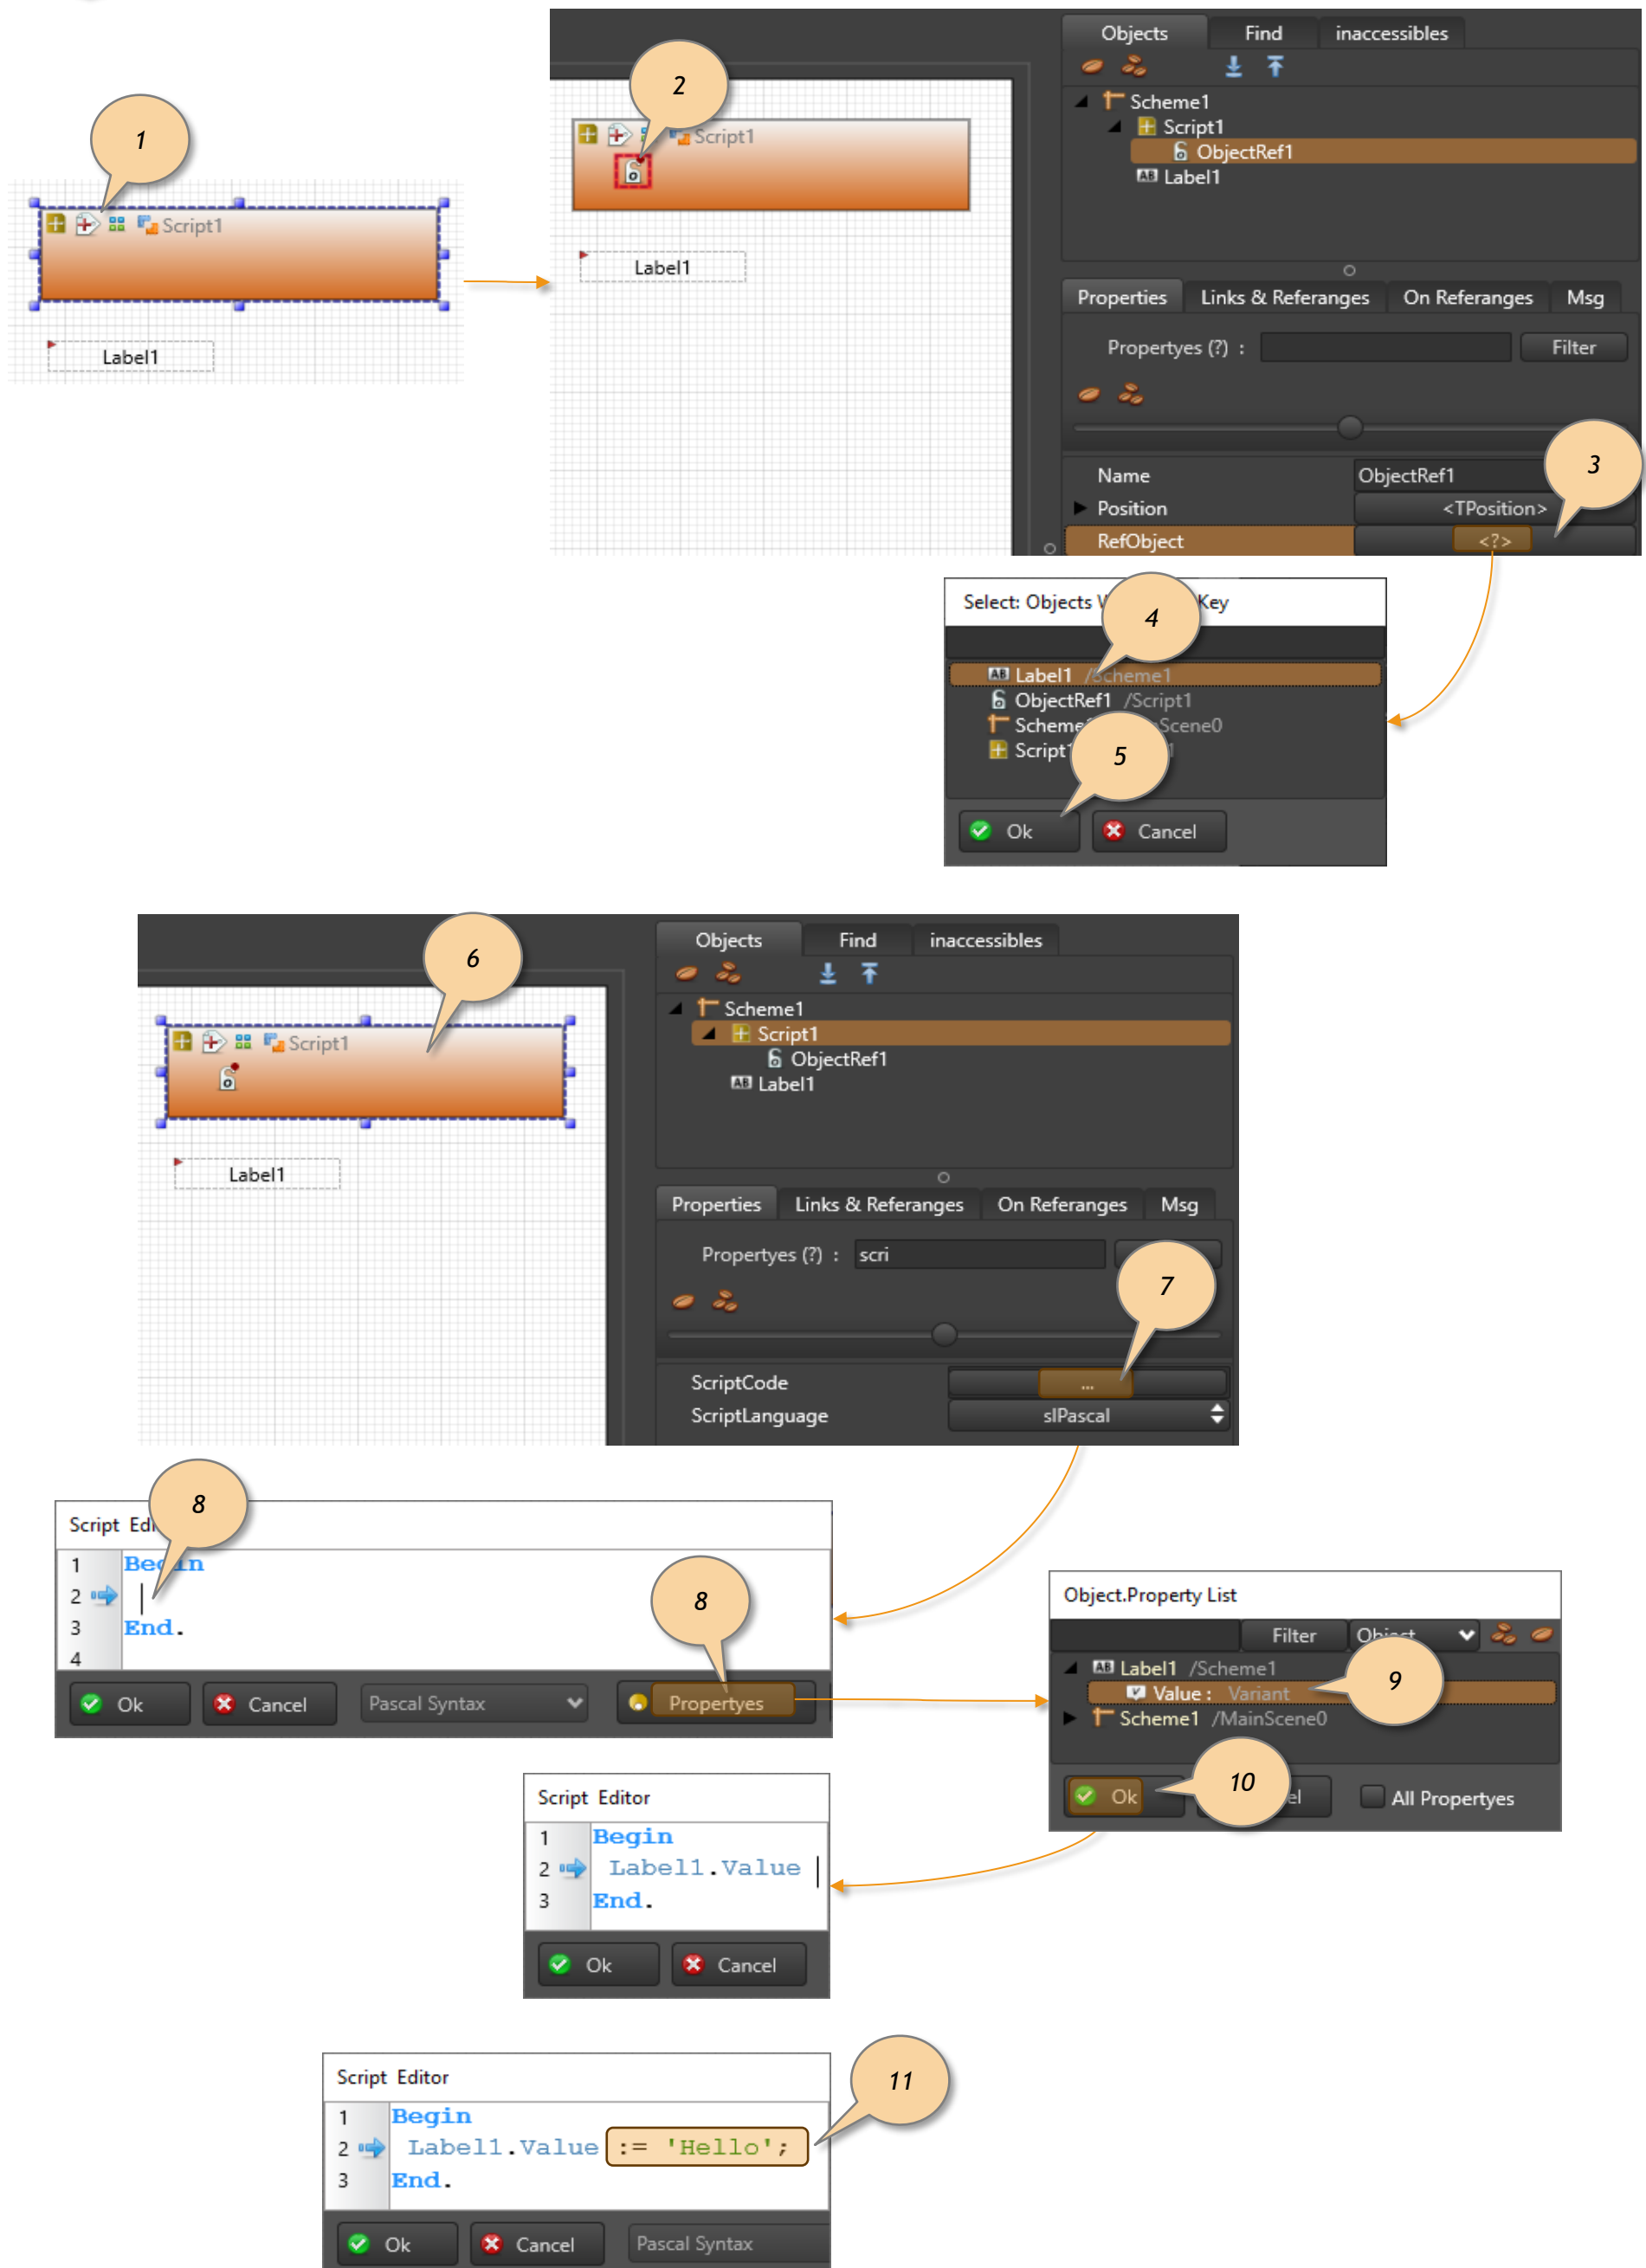 1
Script1
Label1
2
Script1
Label1
Objects Find inaccessibles
Scheme1
Script1
ObjectRef1
Label1
Properties Links & Referanges On Referanges Msg
Propertyes (?) : Filter
3
Name ObjectRef1
Position <TPosition>
RefObject <?>
Select: Objects Key
4
Label1 /Scheme1
ObjectRef1 /Script1
Scheme Scene0
Script
5
Ok Cancel
6
Script1
Label1
Objects Find inaccessibles
Scheme1
Script1
ObjectRef1
Label1
Properties Links & Referanges On Referanges Msg
Propertyes (?) : scri
7
ScriptCode ...
ScriptLanguage slPascal
8
Script Edi
1 Begin
2
3 End.
4
8
Ok Cancel Pascal Syntax Propertyes
Object.Property List
Filter Object
Label1 /Scheme1
Value : Variant
Scheme1 /MainScene0
9
10
Ok el All Propertyes
Script Editor
1 Begin
2 Label1.Value
3 End.
Ok Cancel
11
Script Editor
1 Begin
2 Label1.Value := 'Hello';
3 End.
Ok Cancel Pascal Syntax